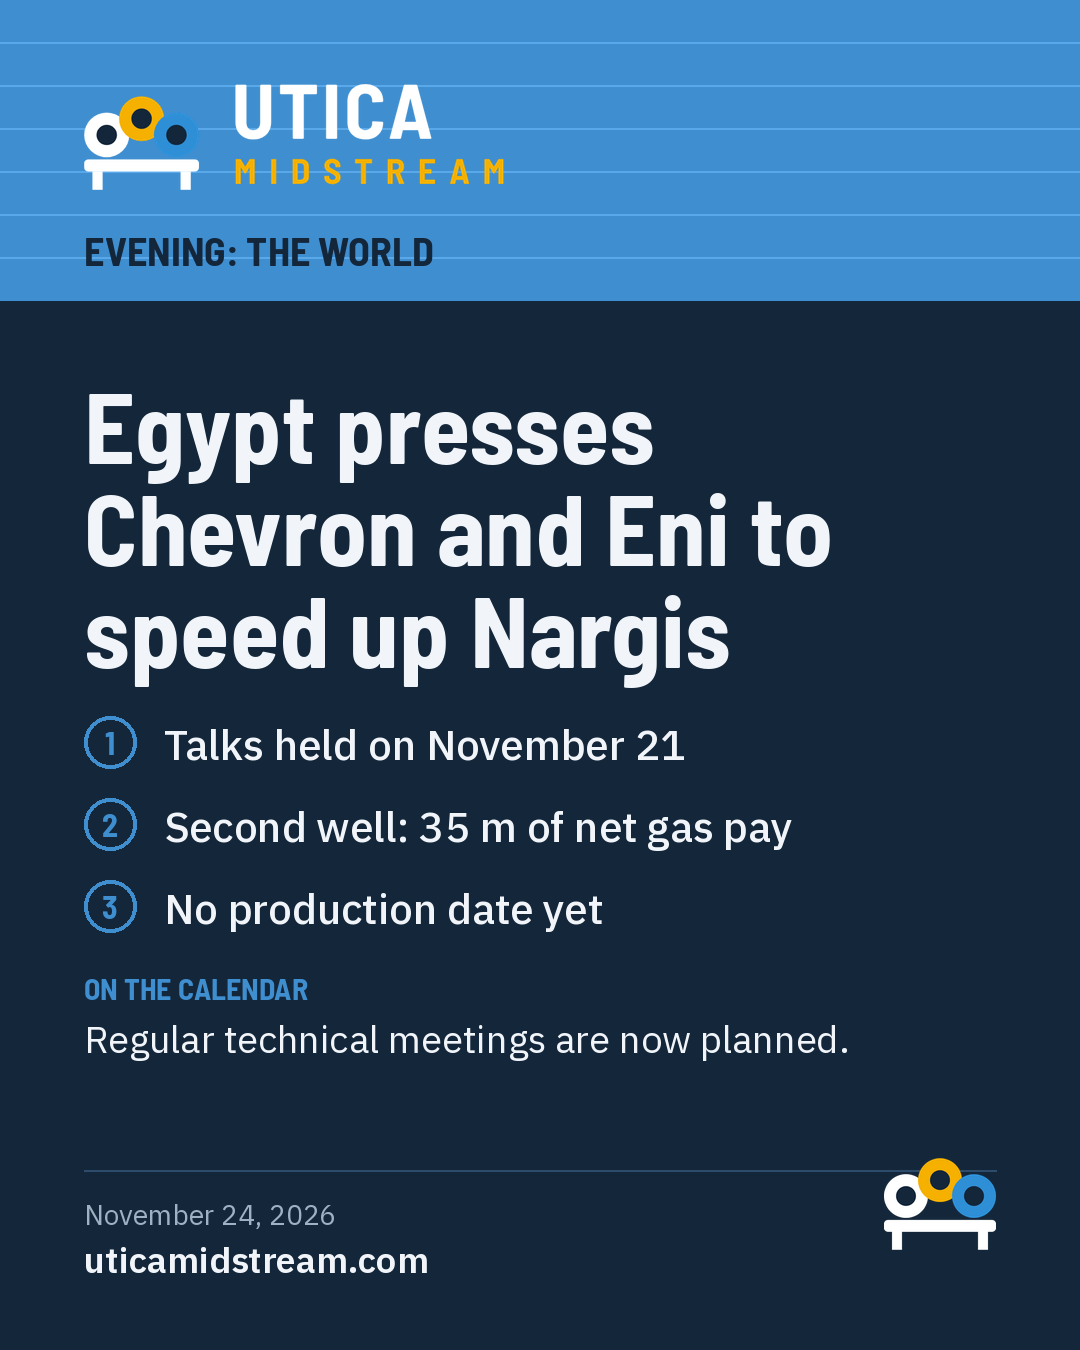 UTICA
MIDSTREAM
EVENING: THE WORLD
Egypt presses
Chevron and Eni to
speed up Nargis
1 Talks held on November 21
2 Second well: 35 m of net gas pay
3 No production date yet
ON THE CALENDAR
Regular technical meetings are now planned.
November 24, 2026
uticamidstream.com